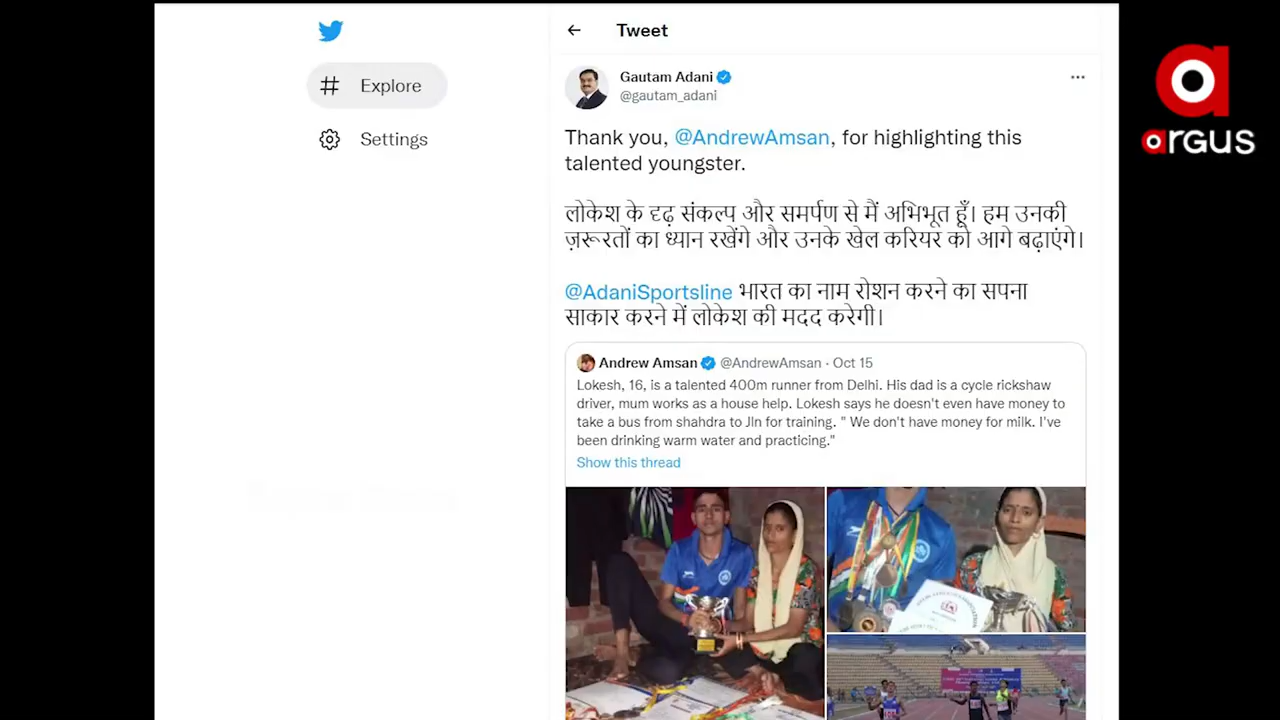 Tweet
Explore
Settings
Gautam Adani
@gautam_adani
Thank you, @AndrewAmsan, for highlighting this
talented youngster.
लोकेश के दृढ़ संकल्प और समर्पण से मैं अभिभूत हूँ। हम उनकी
ज़रूरतों का ध्यान रखेंगे और उनके खेल करियर को आगे बढ़ाएंगे।
@AdaniSportsline भारत का नाम रोशन करने का सपना
साकार करने में लोकेश की मदद करेगी।
Andrew Amsan @AndrewAmsan · Oct 15
Lokesh, 16, is a talented 400m runner from Delhi. His dad is a cycle rickshaw
driver, mum works as a house help. Lokesh says he doesn't even have money to
take a bus from shahdra to Jln for training. " We don't have money for milk. I've
been drinking warm water and practicing."
Show this thread
argus